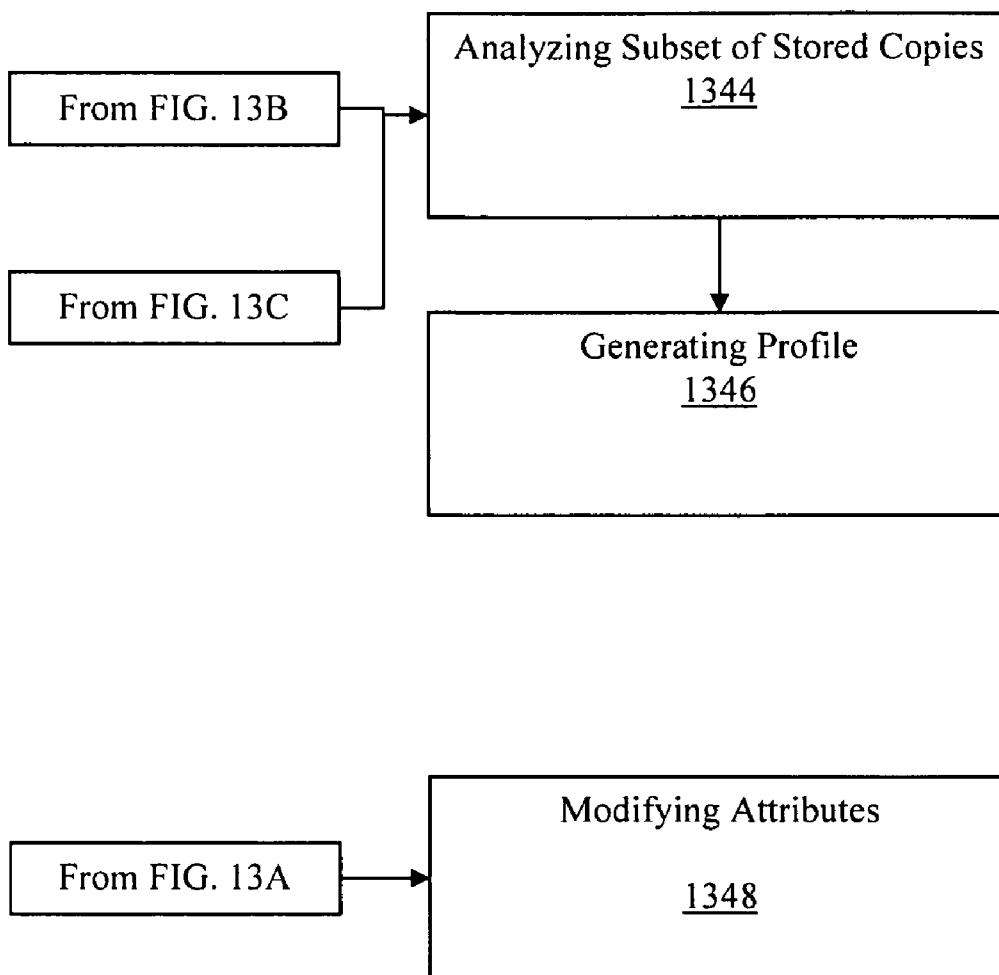 Analyzing Subset of Stored Copies
1344
From FIG. 13B
From FIG. 13C
Generating Profile
1346
Modifying Attributes
From FIG. 13A
1348